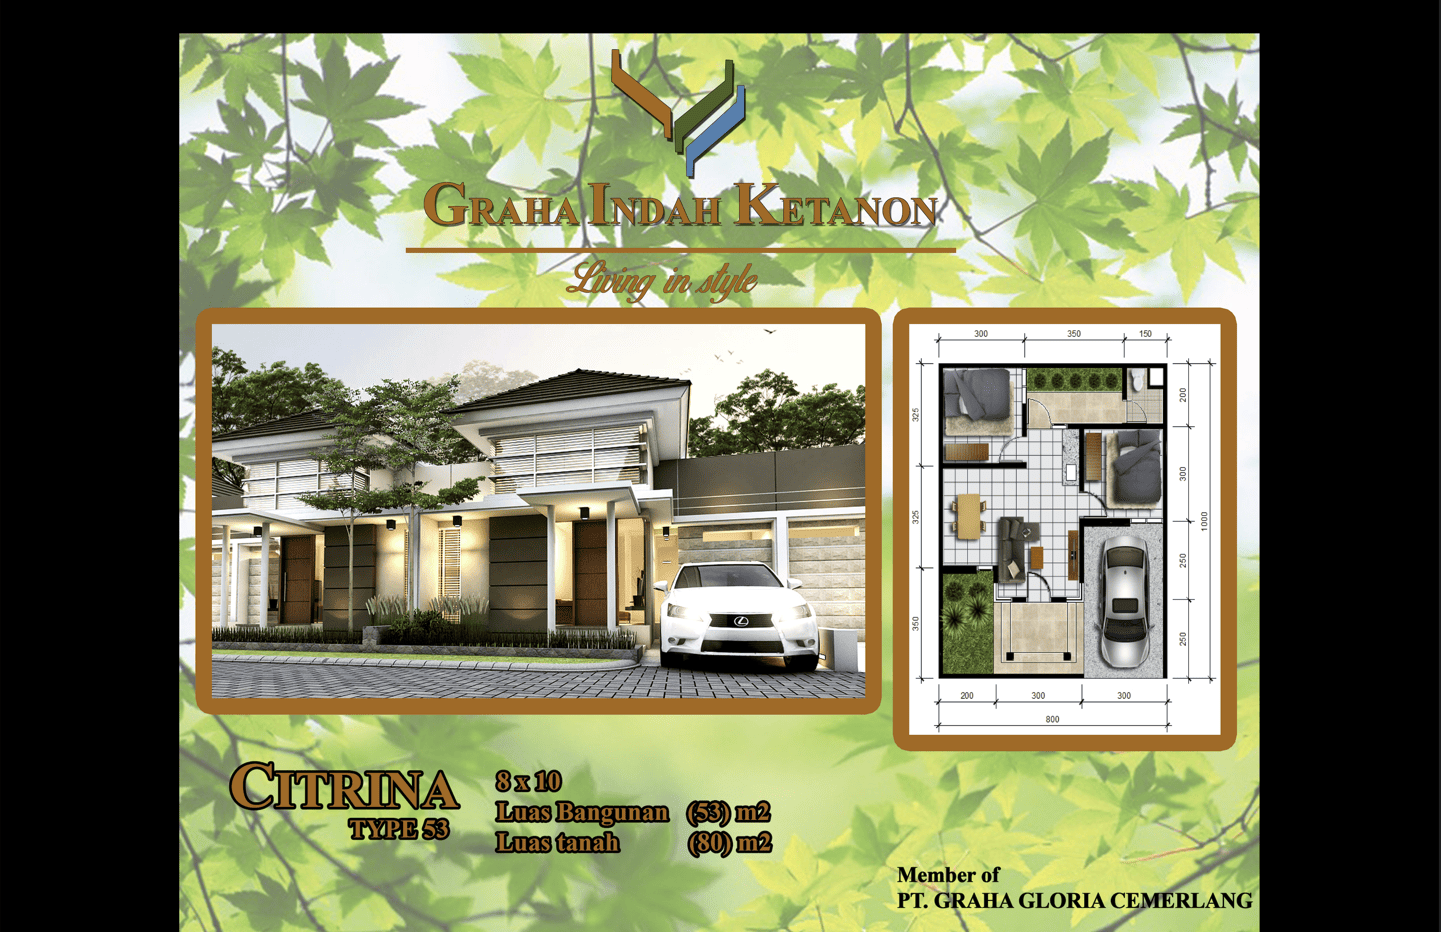 GRAHA INDAH KETANON
Living in style
300 350 150
325
325
350
200
300
250
250
1000
200 300 300
800
CITRINA
TYPE 53
8 x 10
Luas Bangunan (53) m2
Luas tanah (80) m2
Member of
PT. GRAHA GLORIA CEMERLANG